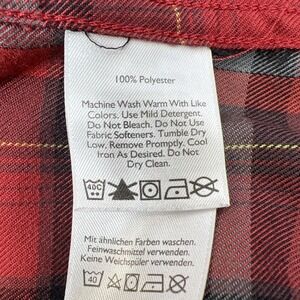 100% Polyester
Machine Wash Warm With Like
Colors. Use Mild Detergent.
Do Not Bleach. Do Not Use
Fabric Softeners. Tumble Dry
Low. Remove Promptly. Cool
Iron As Desired. Do Not
Dry Clean.
40C
Mit ähnlichen Farben waschen.
Feinwaschmittel verwenden.
Keine Weichspüler verwenden.
40